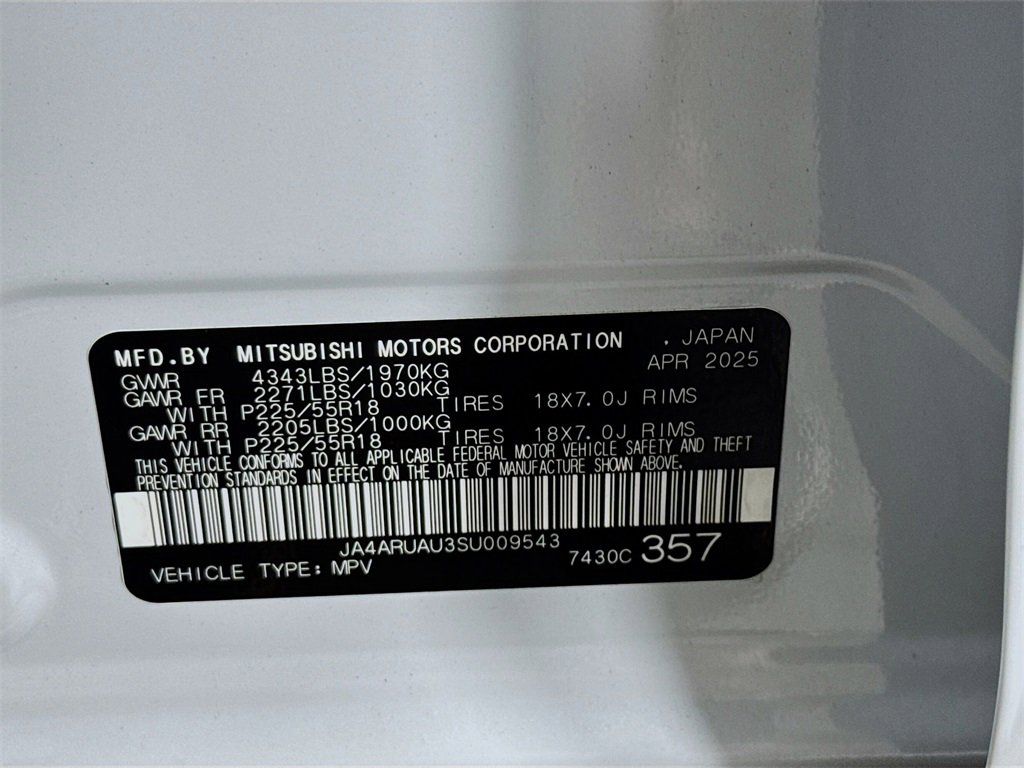 MFD.BY MITSUBISHI MOTORS CORPORATION . JAPAN
APR 2025
GVWR 4343LBS/1970KG
GAWR FR 2271LBS/1030KG
WITH P225/55R18 TIRES 18X7.0J RIMS
GAWR RR 2205LBS/1000KG
WITH P225/55R18 TIRES 18X7.0J RIMS
THIS VEHICLE CONFORMS TO ALL APPLICABLE FEDERAL MOTOR VEHICLE SAFETY AND THEFT
PREVENTION STANDARDS IN EFFECT ON THE DATE OF MANUFACTURE SHOWN ABOVE.
JA4ARUAU3SU009543
VEHICLE TYPE: MPV 7430C 357